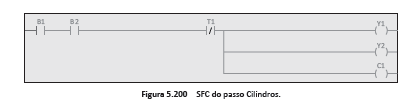 B1 B2 T1 Y1
Y2
C1
Figura 5.200 SFC do passo Cilindros.